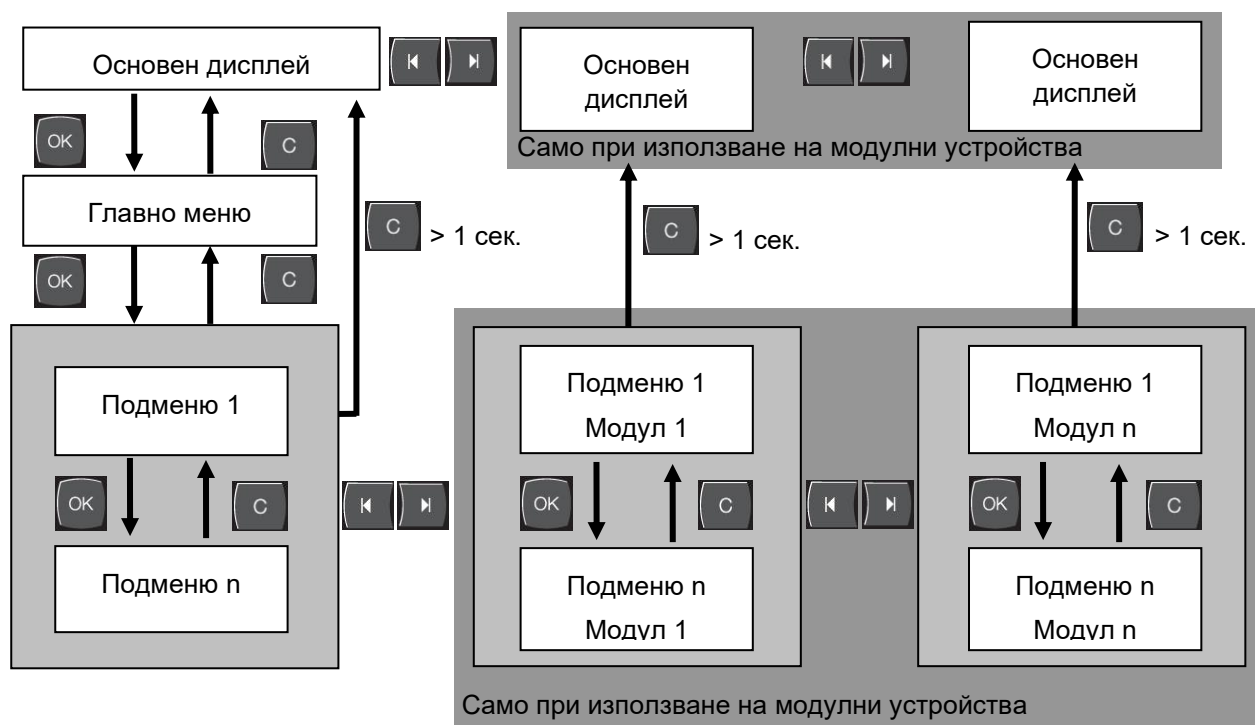 Основен дисплей
Основен
дисплей
Основен
дисплей
Само при използване на модулни устройства
OK
C
Главно меню
C > 1 сек.
C > 1 сек.
C > 1 сек.
OK
C
Подменю 1
Подменю 1
Модул 1
Подменю 1
Модул n
OK
C
OK
C
OK
C
Подменю n
Подменю n
Модул 1
Подменю n
Модул n
Само при използване на модулни устройства